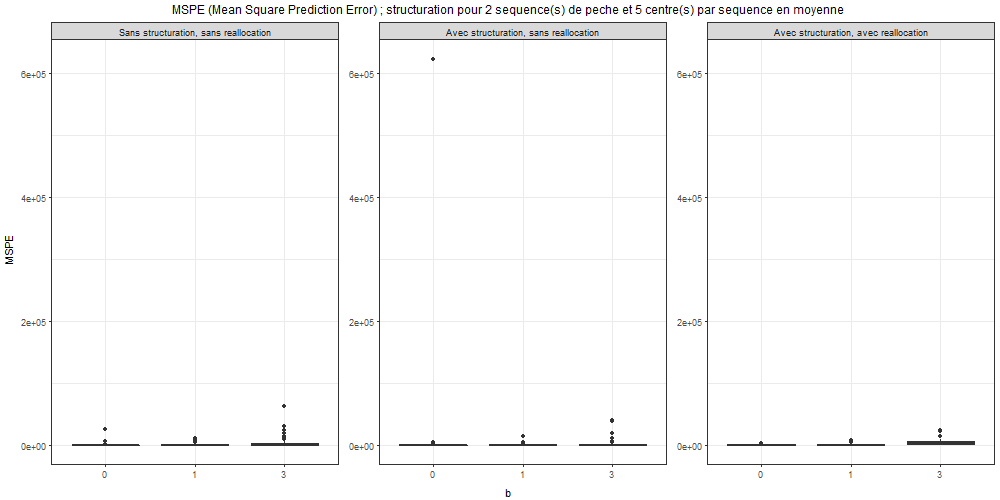 MSPE (Mean Square Prediction Error) ; structuration pour 2 sequence(s) de peche et 5 centre(s) par sequence en moyenne
Sans structuration, sans reallocation
Avec structuration, sans reallocation
Avec structuration, avec reallocation
MSPE
6e+05
4e+05
2e+05
0e+00
6e+05
4e+05
2e+05
0e+00
6e+05
4e+05
2e+05
0e+00
0 1 3
0 1 3
0 1 3
b